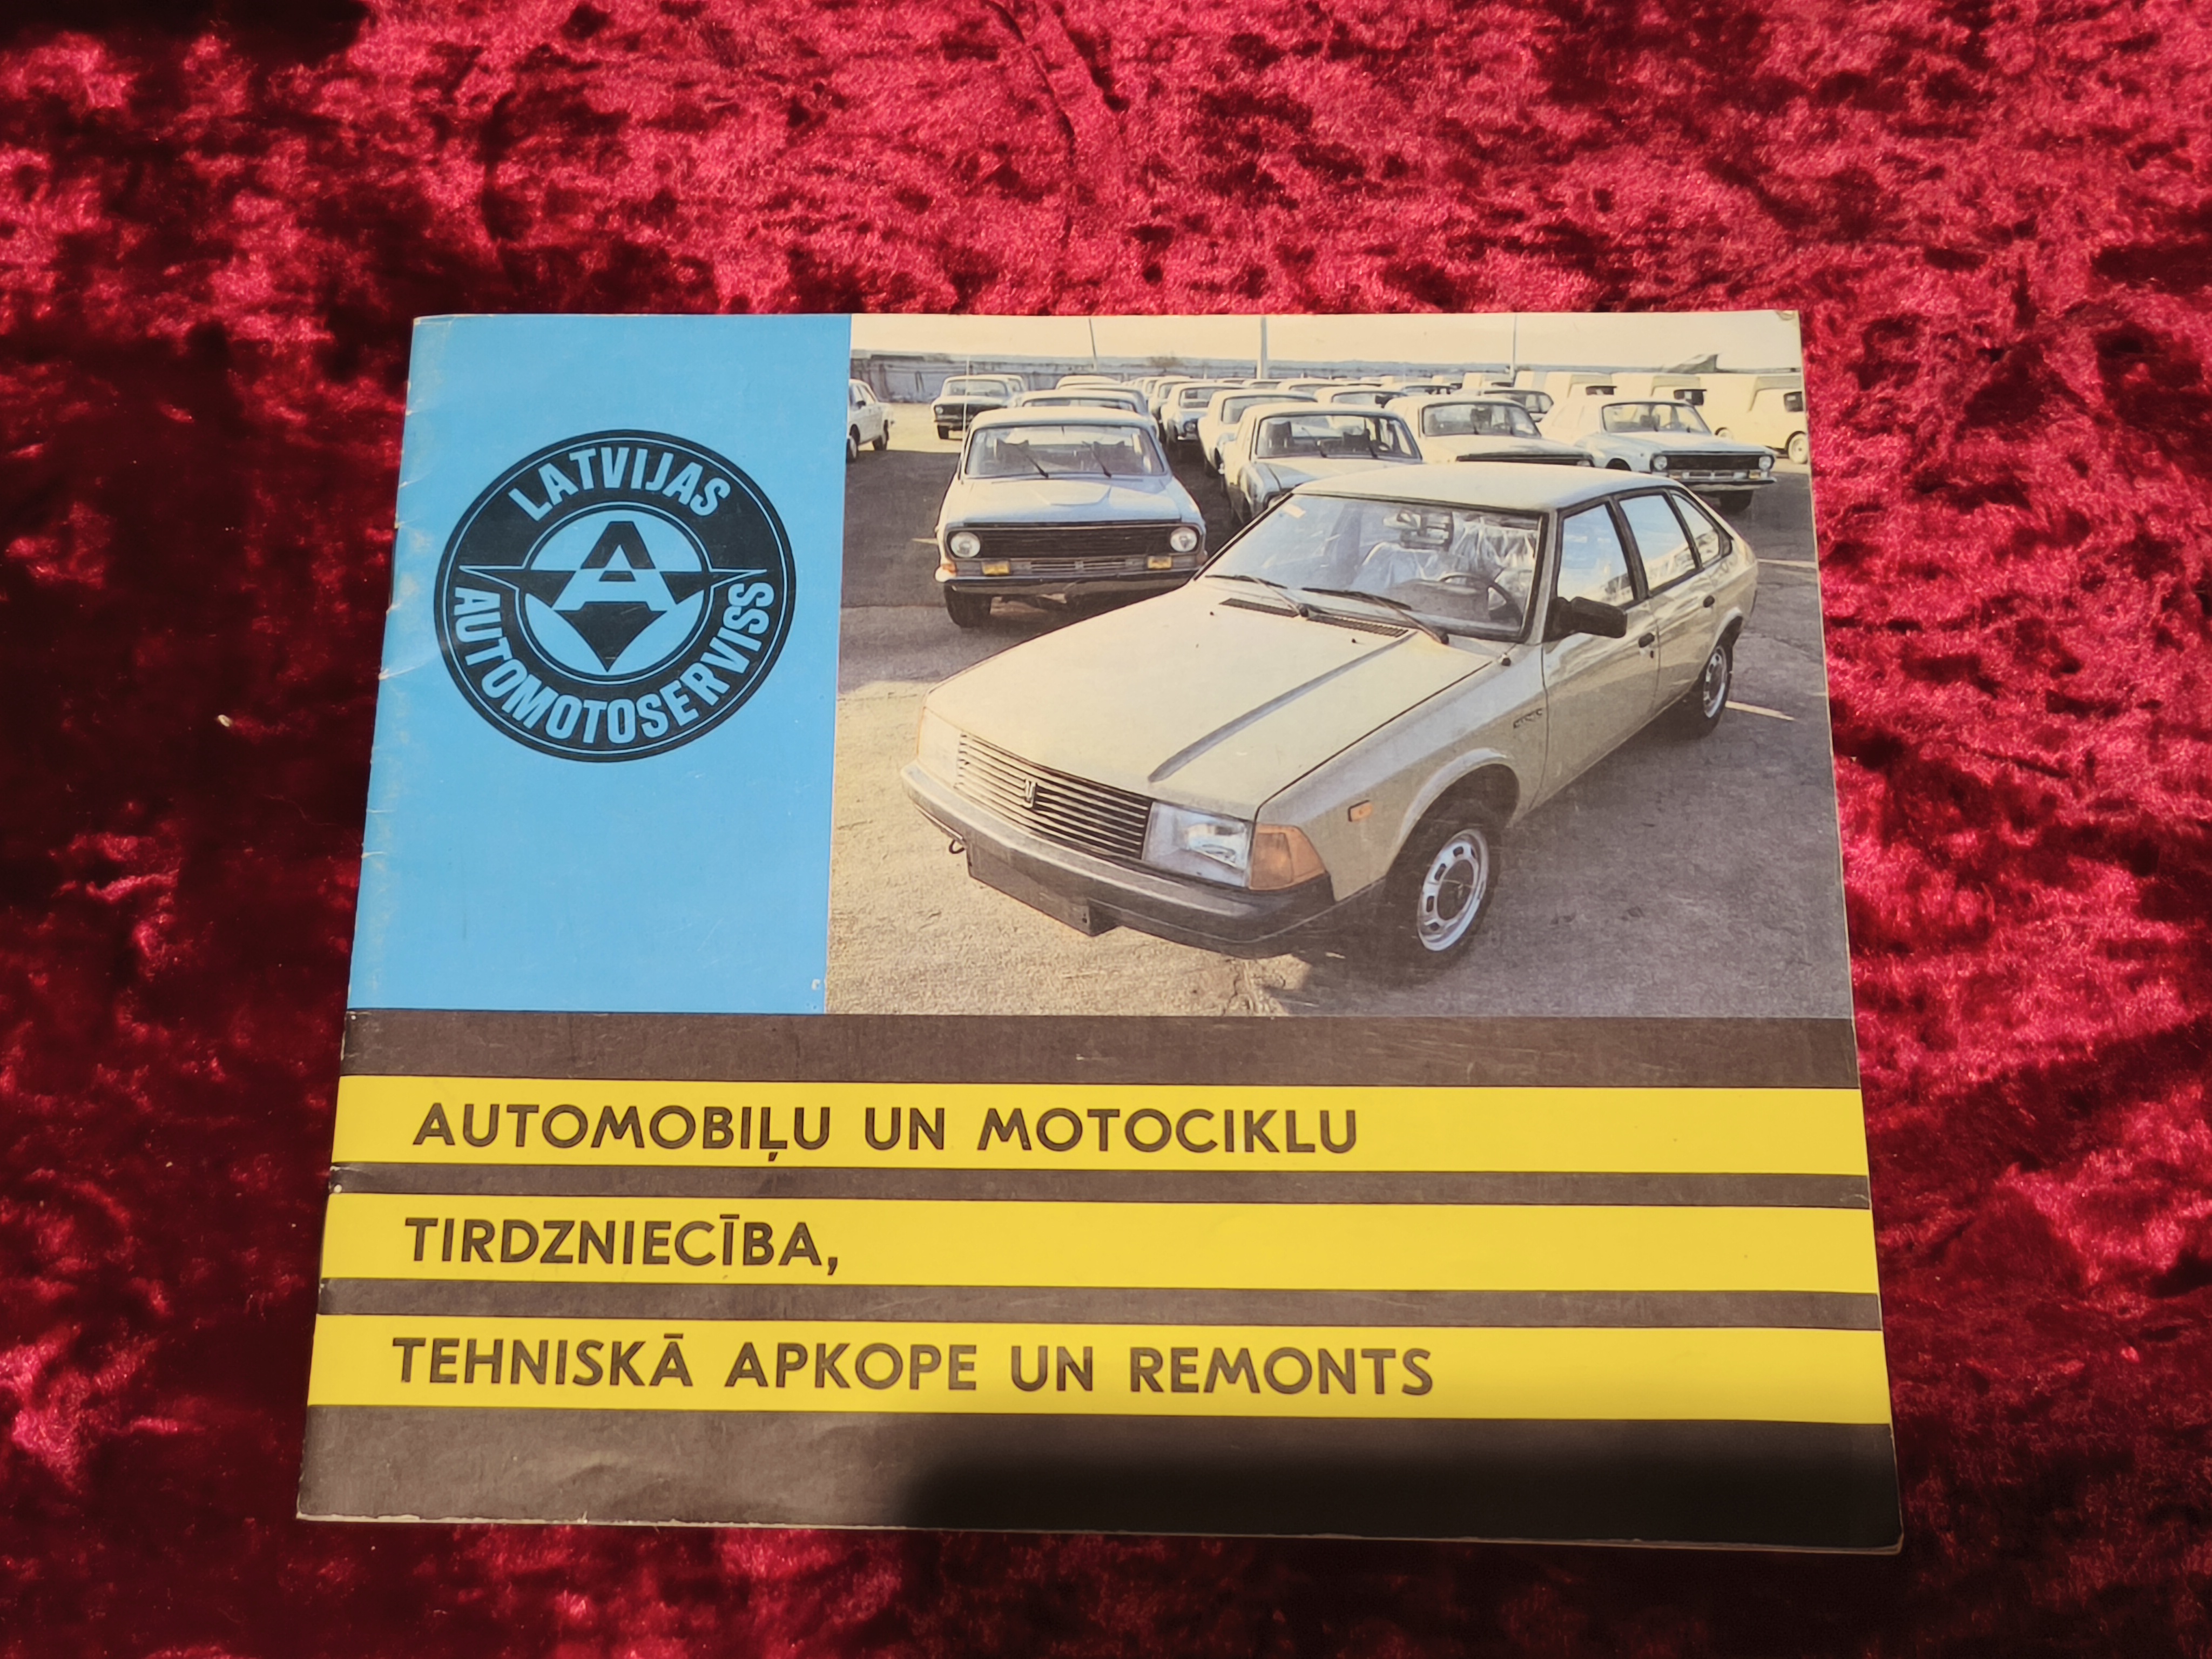 LATVIJAS
A
AUTOMOTOSERVISS
AUTOMOBIĻU UN MOTOCIKLU
TIRDZNIECĪBA,
TEHNISKĀ APKOPE UN REMONTS